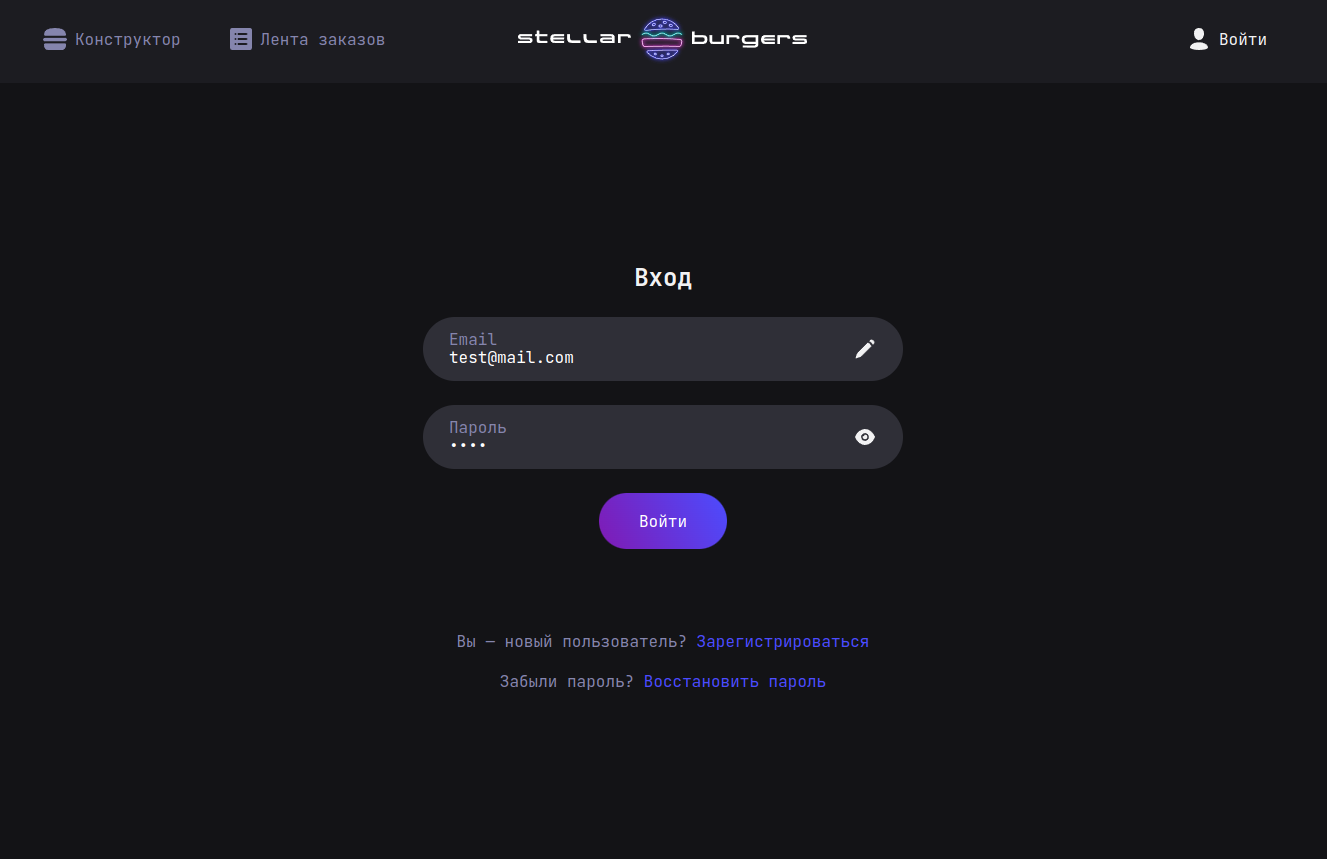 Конструктор Лента заказов stellar burgers Войти
Вход
Email
test@mail.com
Пароль
••••
Войти
Вы — новый пользователь? Зарегистрироваться
Забыли пароль? Восстановить пароль